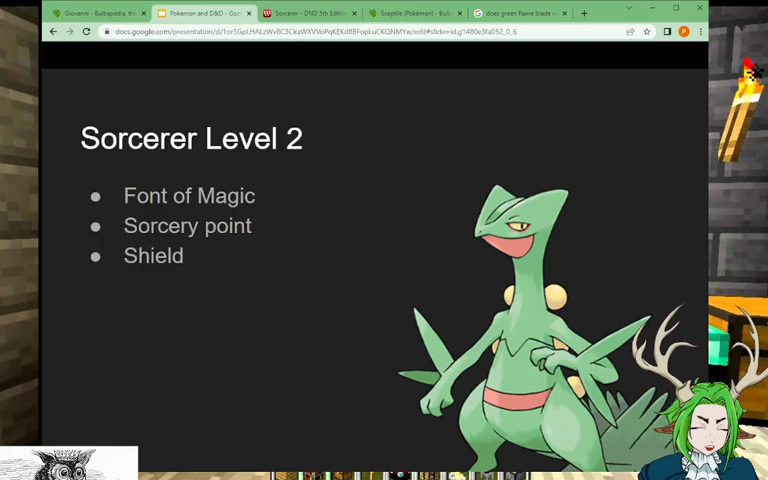 Giovanni - Bulbapedia, th
Pokemon and D&D - Goo
Sorcerer - DND 5th Edition
Sceptile (Pokémon) - Bulb
does green flame blade w
Sorcerer Level 2
● Font of Magic
● Sorcery point
● Shield